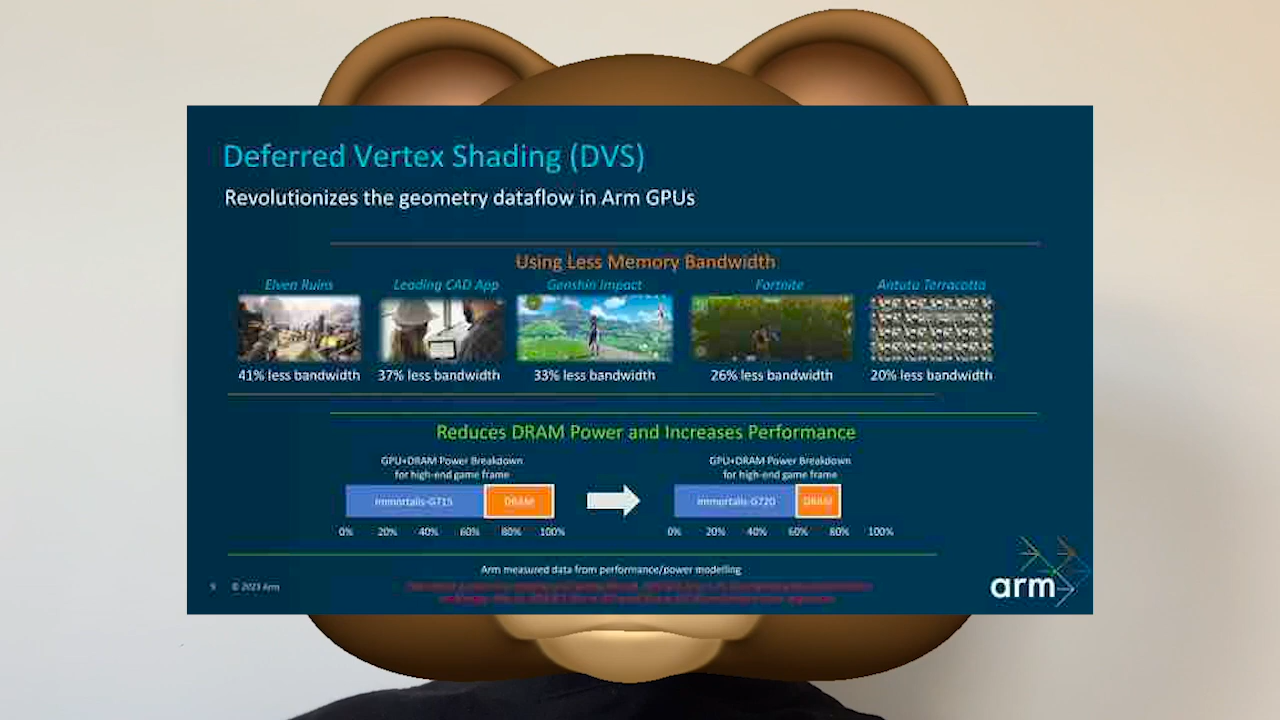 Deferred Vertex Shading (DVS)
Revolutionizes the geometry dataflow in Arm GPUs
Using Less Memory Bandwidth
Elven Ruins Leading CAD App Genshin Impact Fortnite Antutu Terracotta
41% less bandwidth 37% less bandwidth 33% less bandwidth 26% less bandwidth 20% less bandwidth
Reduces DRAM Power and Increases Performance
GPU+DRAM Power Breakdown GPU+DRAM Power Breakdown
for high-end game frame for high-end game frame
Immortalis-G715 DRAM Immortalis-G720 DRAM
0% 20% 40% 60% 80% 100% 0% 20% 40% 60% 80% 100%
Arm measured data from performance/power modelling
9 © 2023 Arm
arm